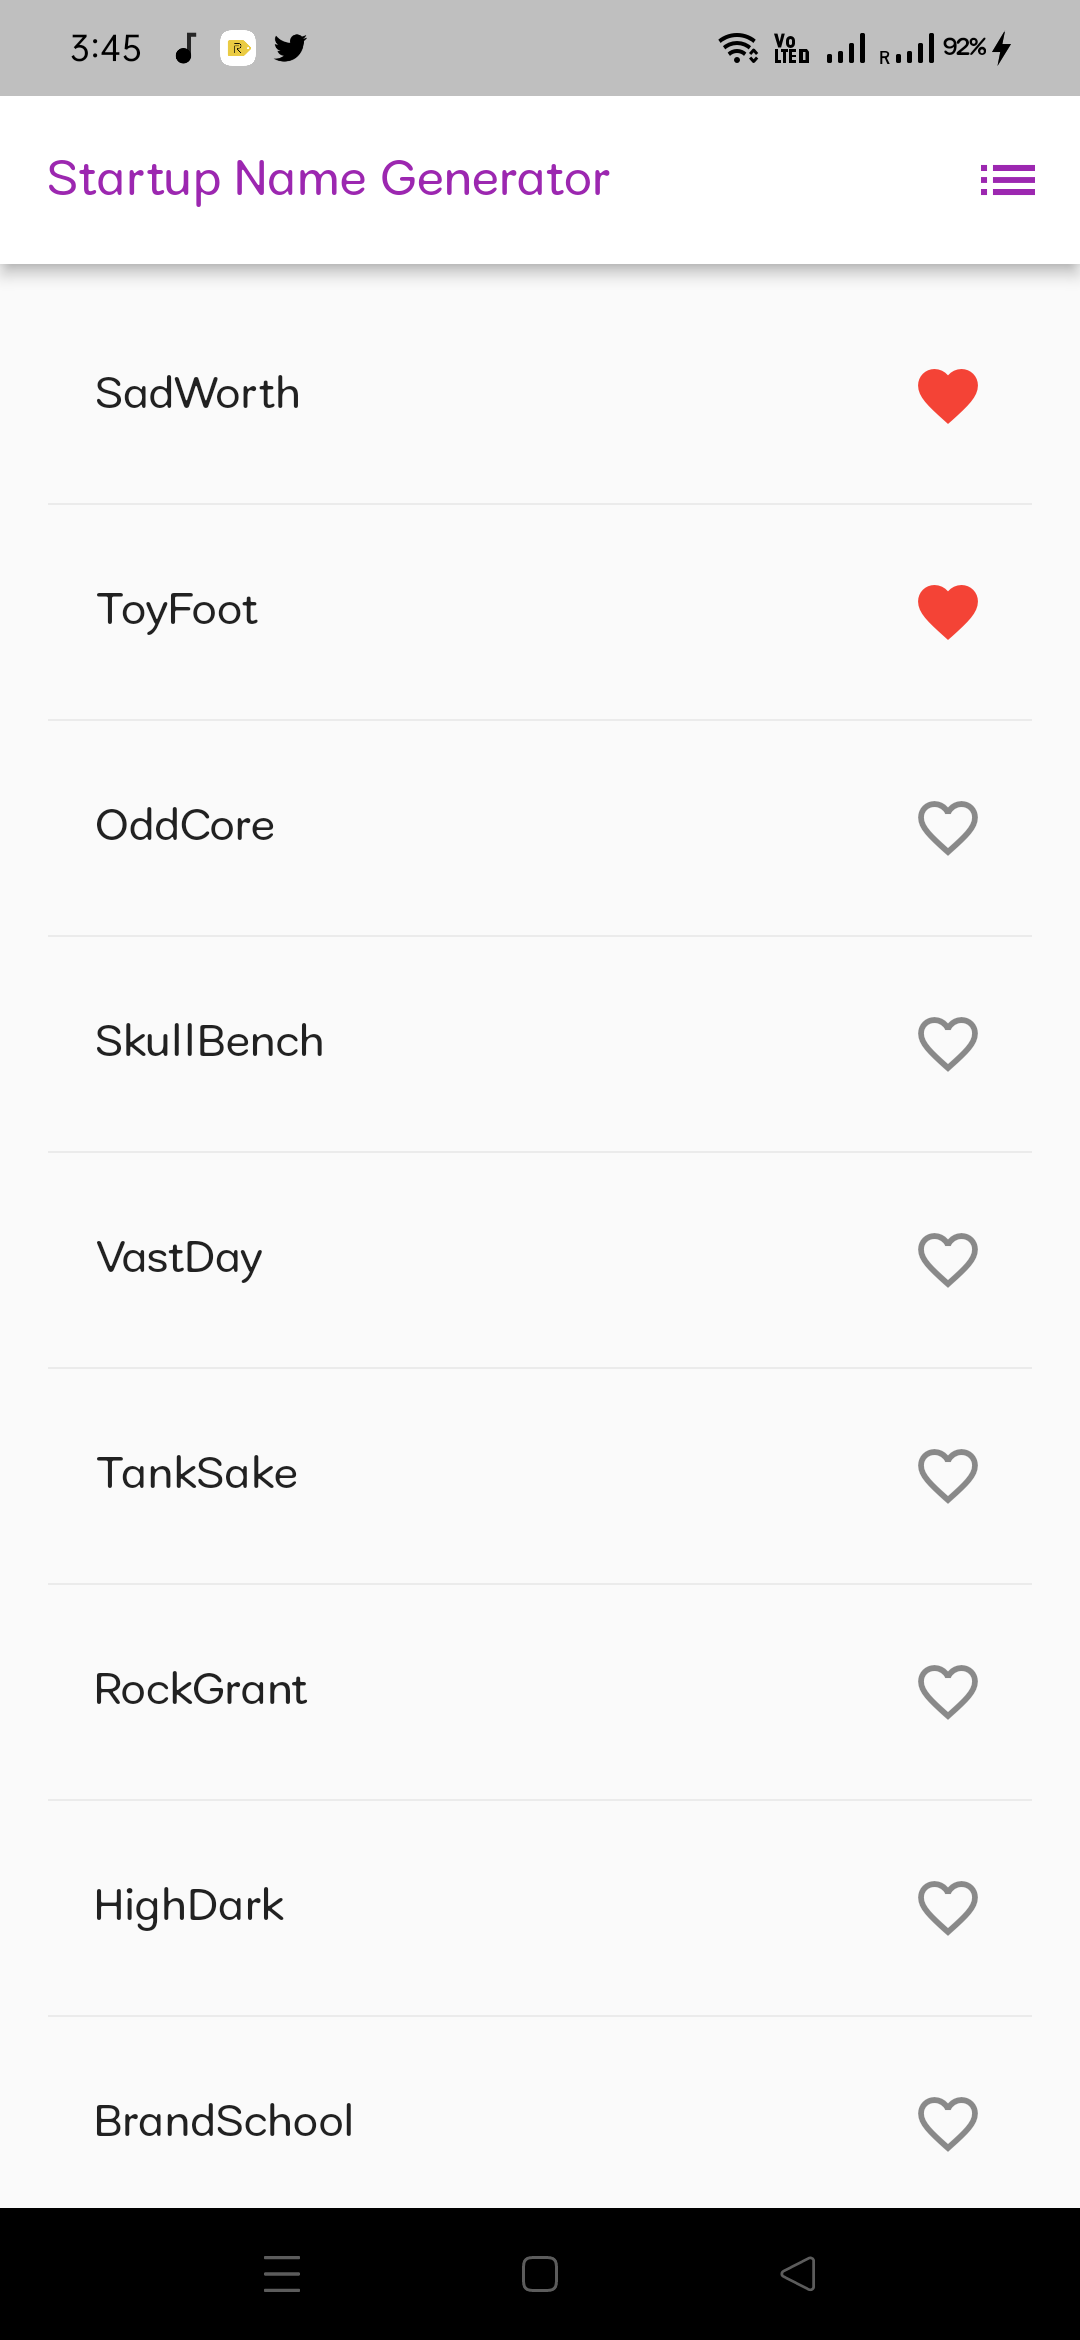 3:45 R Vo LTE R 92%
Startup Name Generator
SadWorth
ToyFoot
OddCore
SkullBench
VastDay
TankSake
RockGrant
HighDark
BrandSchool